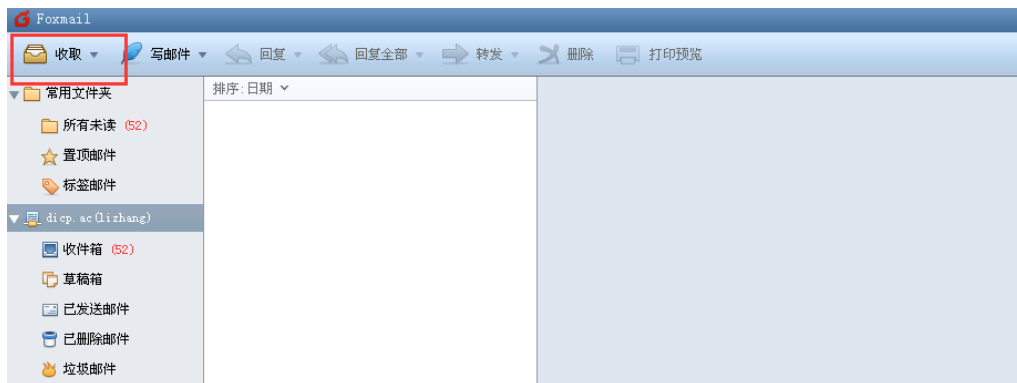 Foxmail
收取 写邮件 回复 回复全部 转发 删除 打印预览
常用文件夹
排序:日期
所有未读 (52)
置顶邮件
标签邮件
dicp.ac(lizhang)
收件箱 (52)
草稿箱
已发送邮件
已删除邮件
垃圾邮件